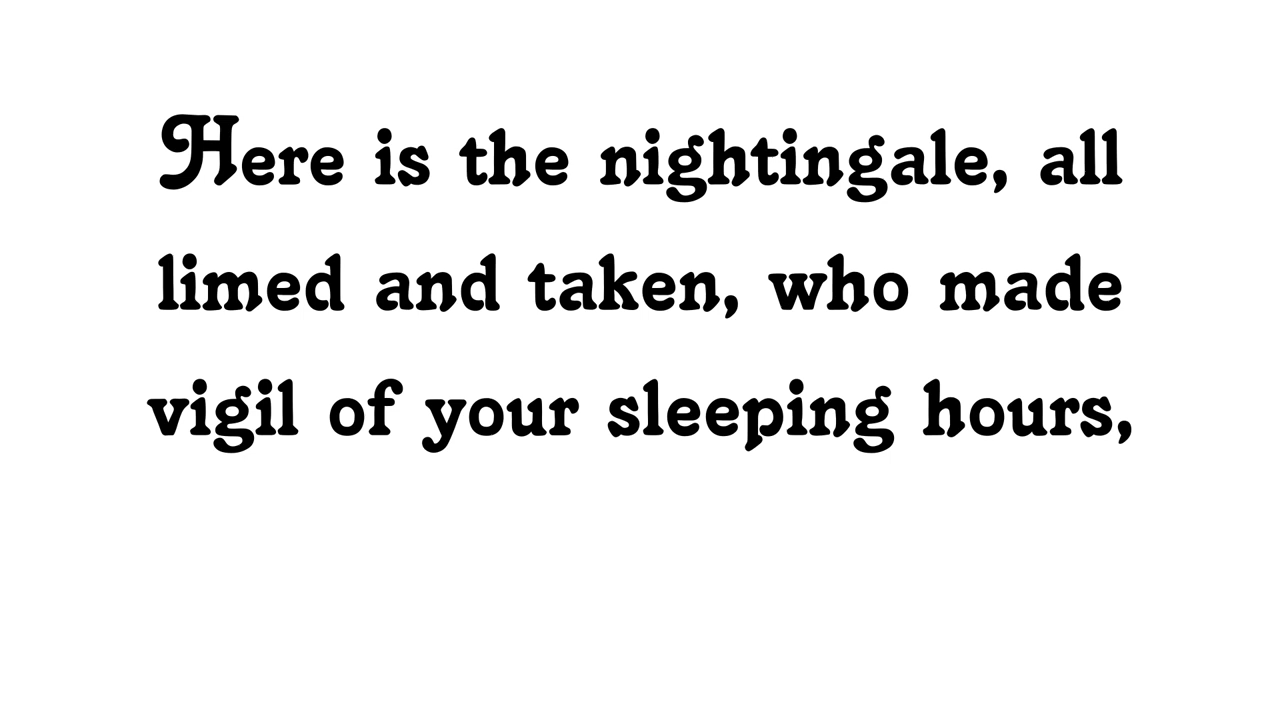 Here is the nightingale, all
limed and taken, who made
vigil of your sleeping hours,